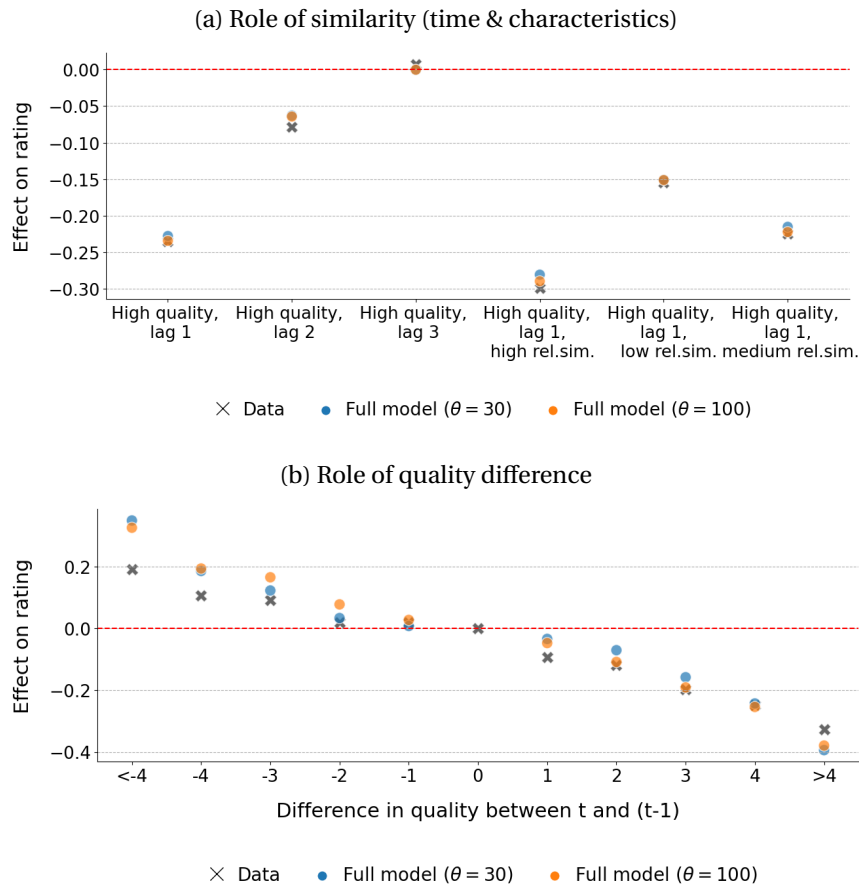 (a) Role of similarity (time & characteristics)
Effect on rating
0.00
−0.05
−0.10
−0.15
−0.20
−0.25
−0.30
High quality,
lag 1
High quality,
lag 2
High quality,
lag 3
High quality,
lag 1,
high rel.sim.
High quality,
lag 1,
low rel.sim.
High quality,
lag 1,
medium rel.sim.
Data
Full model (θ = 30)
Full model (θ = 100)
(b) Role of quality difference
Effect on rating
0.2
0.0
−0.2
−0.4
<-4
-4
-3
-2
-1
0
1
2
3
4
>4
Difference in quality between t and (t-1)
Data
Full model (θ = 30)
Full model (θ = 100)